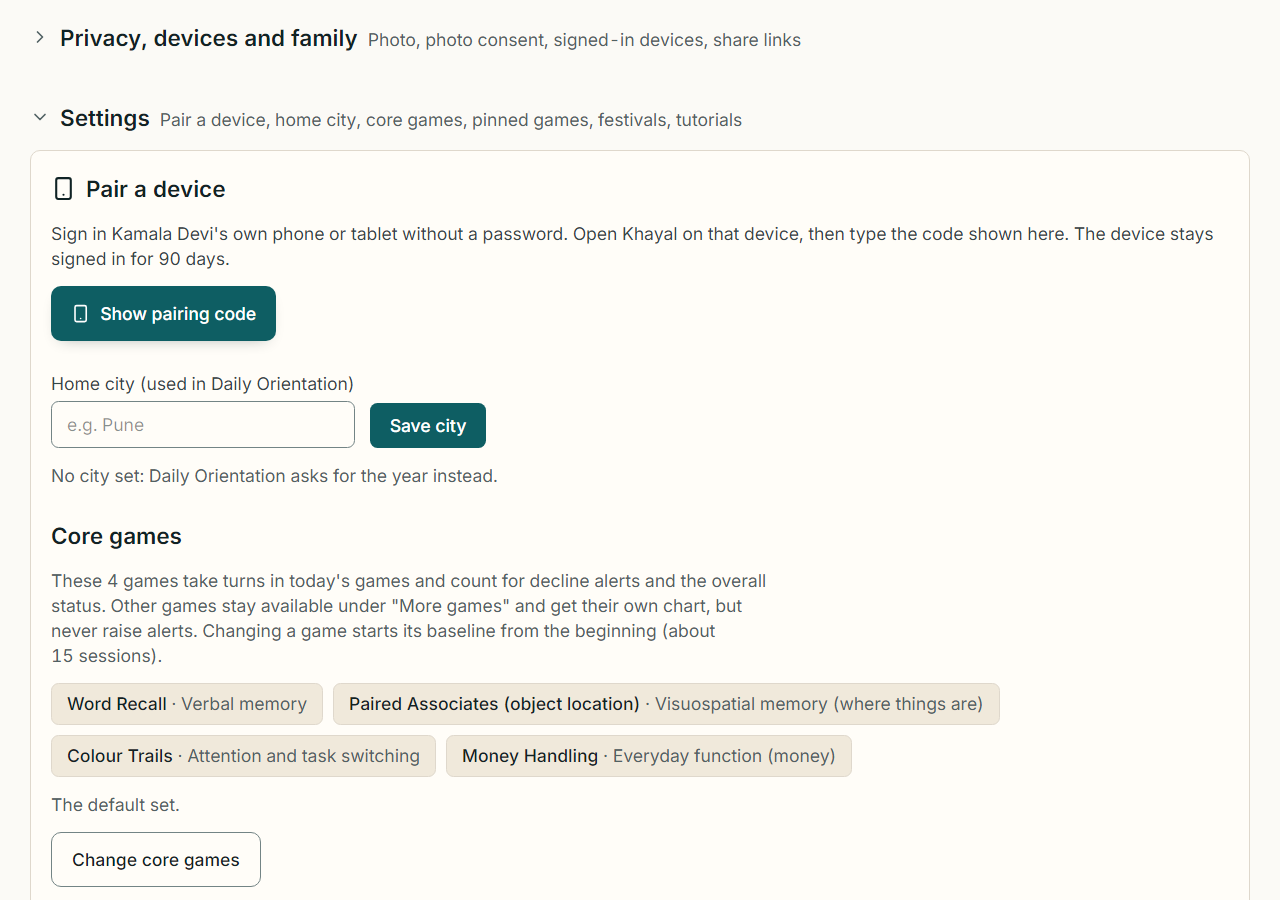 Privacy, devices and family Photo, photo consent, signed-in devices, share links
Settings Pair a device, home city, core games, pinned games, festivals, tutorials
Pair a device
Sign in Kamala Devi's own phone or tablet without a password. Open Khayal on that device, then type the code shown here. The device stays
signed in for 90 days.
Show pairing code
Home city (used in Daily Orientation)
e.g. Pune
Save city
No city set: Daily Orientation asks for the year instead.
Core games
These 4 games take turns in today's games and count for decline alerts and the overall
status. Other games stay available under "More games" and get their own chart, but
never raise alerts. Changing a game starts its baseline from the beginning (about
15 sessions).
Word Recall · Verbal memory
Paired Associates (object location) · Visuospatial memory (where things are)
Colour Trails · Attention and task switching
Money Handling · Everyday function (money)
The default set.
Change core games